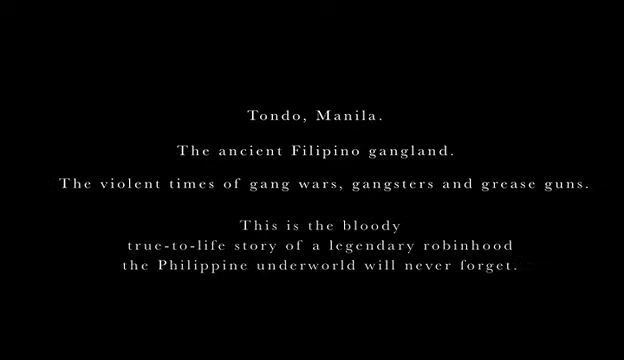 Tondo, Manila.
The ancient Filipino gangland.
The violent times of gang wars, gangsters and grease guns.
This is the bloody
true-to-life story of a legendary robinhood
the Philippine underworld will never forget.